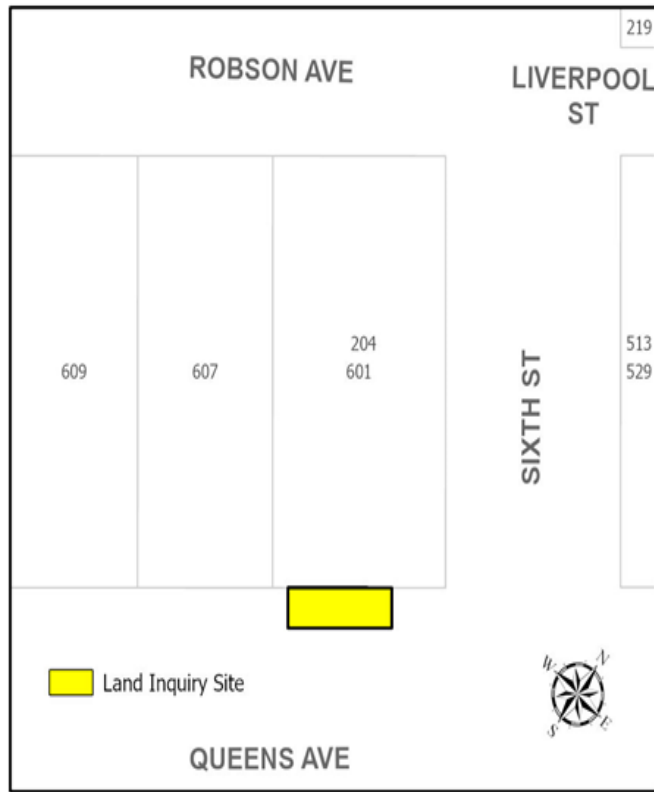 219
ROBSON AVE
LIVERPOOL
ST
204
601
609
607
513
529
SIXTH ST
Land Inquiry Site
N
W
E
S
QUEENS AVE